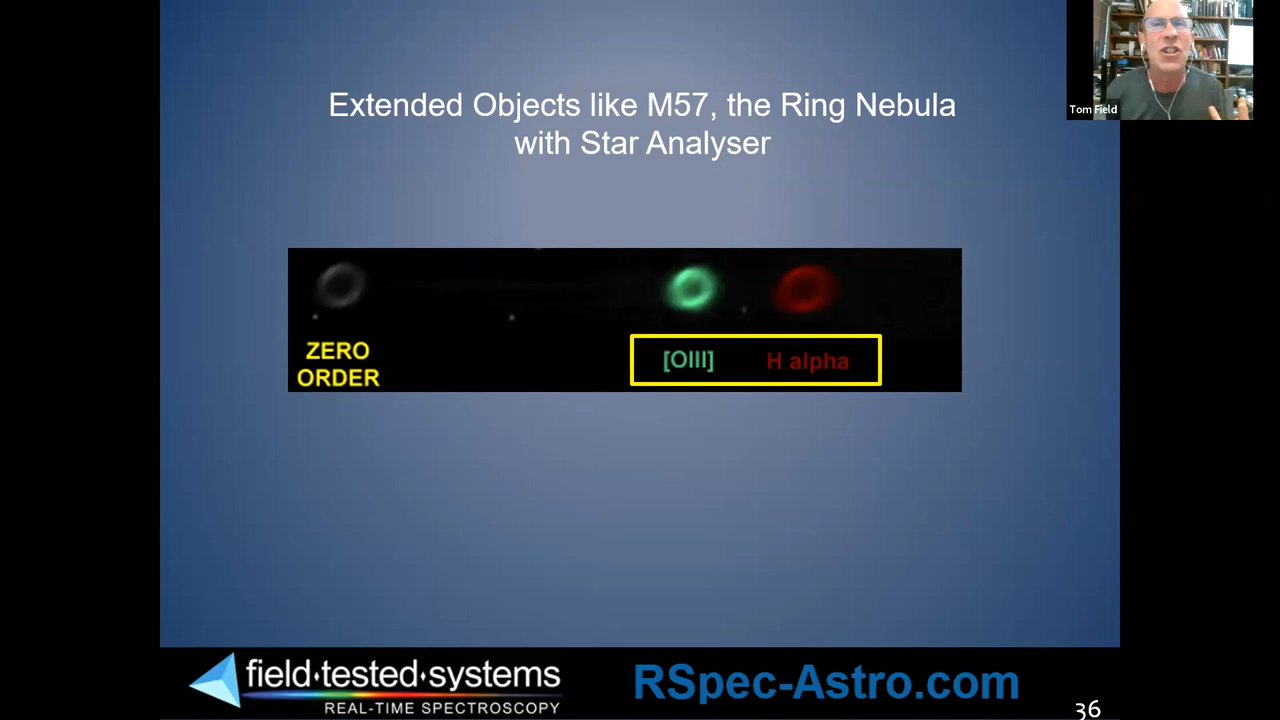 Extended Objects like M57, the Ring Nebula
with Star Analyser
Tom Field
ZERO
ORDER
[OIII]
H alpha
field·tested·systems
REAL-TIME SPECTROSCOPY
RSpec-Astro.com
36